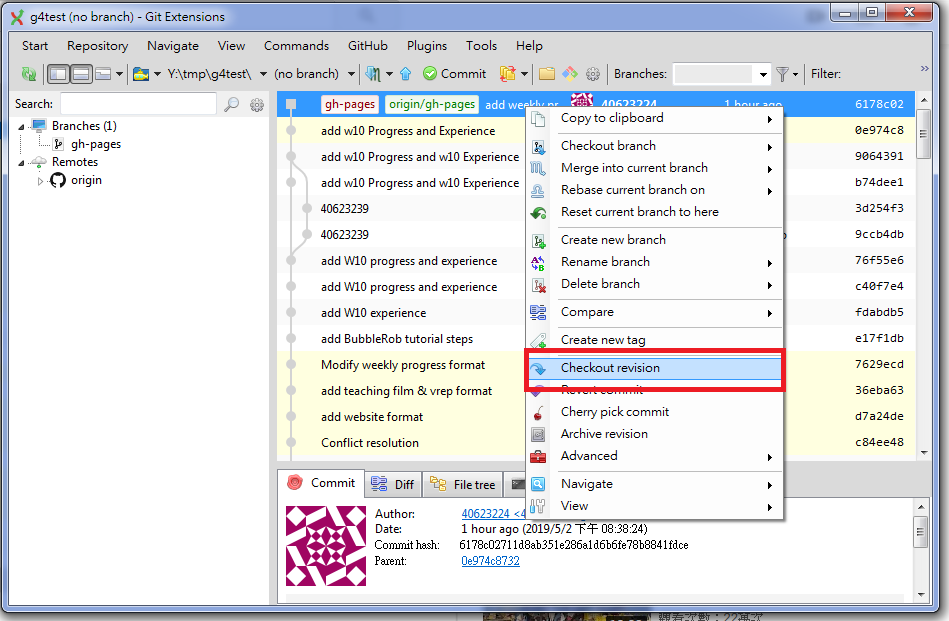 g4test (no branch) - Git Extensions
Start Repository Navigate View Commands GitHub Plugins Tools Help
Y:\tmp\g4test\ (no branch) Commit Branches: Filter:
Search:
Branches (1)
gh-pages
Remotes
origin
gh-pages origin/gh-pages add weekly 40623224 1 hour ago 6178c02
add w10 Progress and Experience 0e974c8
add w10 Progress and w10 Experience 9064391
add w10 Progress and w10 Experience b74dee1
40623239 3d254f3
40623239 9ccb4db
add W10 progress and experience 76f55e6
add W10 progress and experience c40f7e4
add W10 experience fdabdb5
add BubbleRob tutorial steps e17f1db
Modify weekly progress format 7629ecd
add teaching film & vrep format 36eba63
add website format d7a24de
Conflict resolution c84ee48
Copy to clipboard
Checkout branch
Merge into current branch
Rebase current branch on
Reset current branch to here
Create new branch
Rename branch
Delete branch
Compare
Create new tag
Checkout revision
Revert commit
Cherry pick commit
Archive revision
Advanced
Navigate
View
Commit Diff File tree
Author: 40623224 <4
Date: 1 hour ago (2019/5/2 下午 08:38:24)
Commit hash: 6178c02711d8ab351e286a1d6b6fe78b8841fdce
Parent: 0e974c8732
觀看次數：22萬次